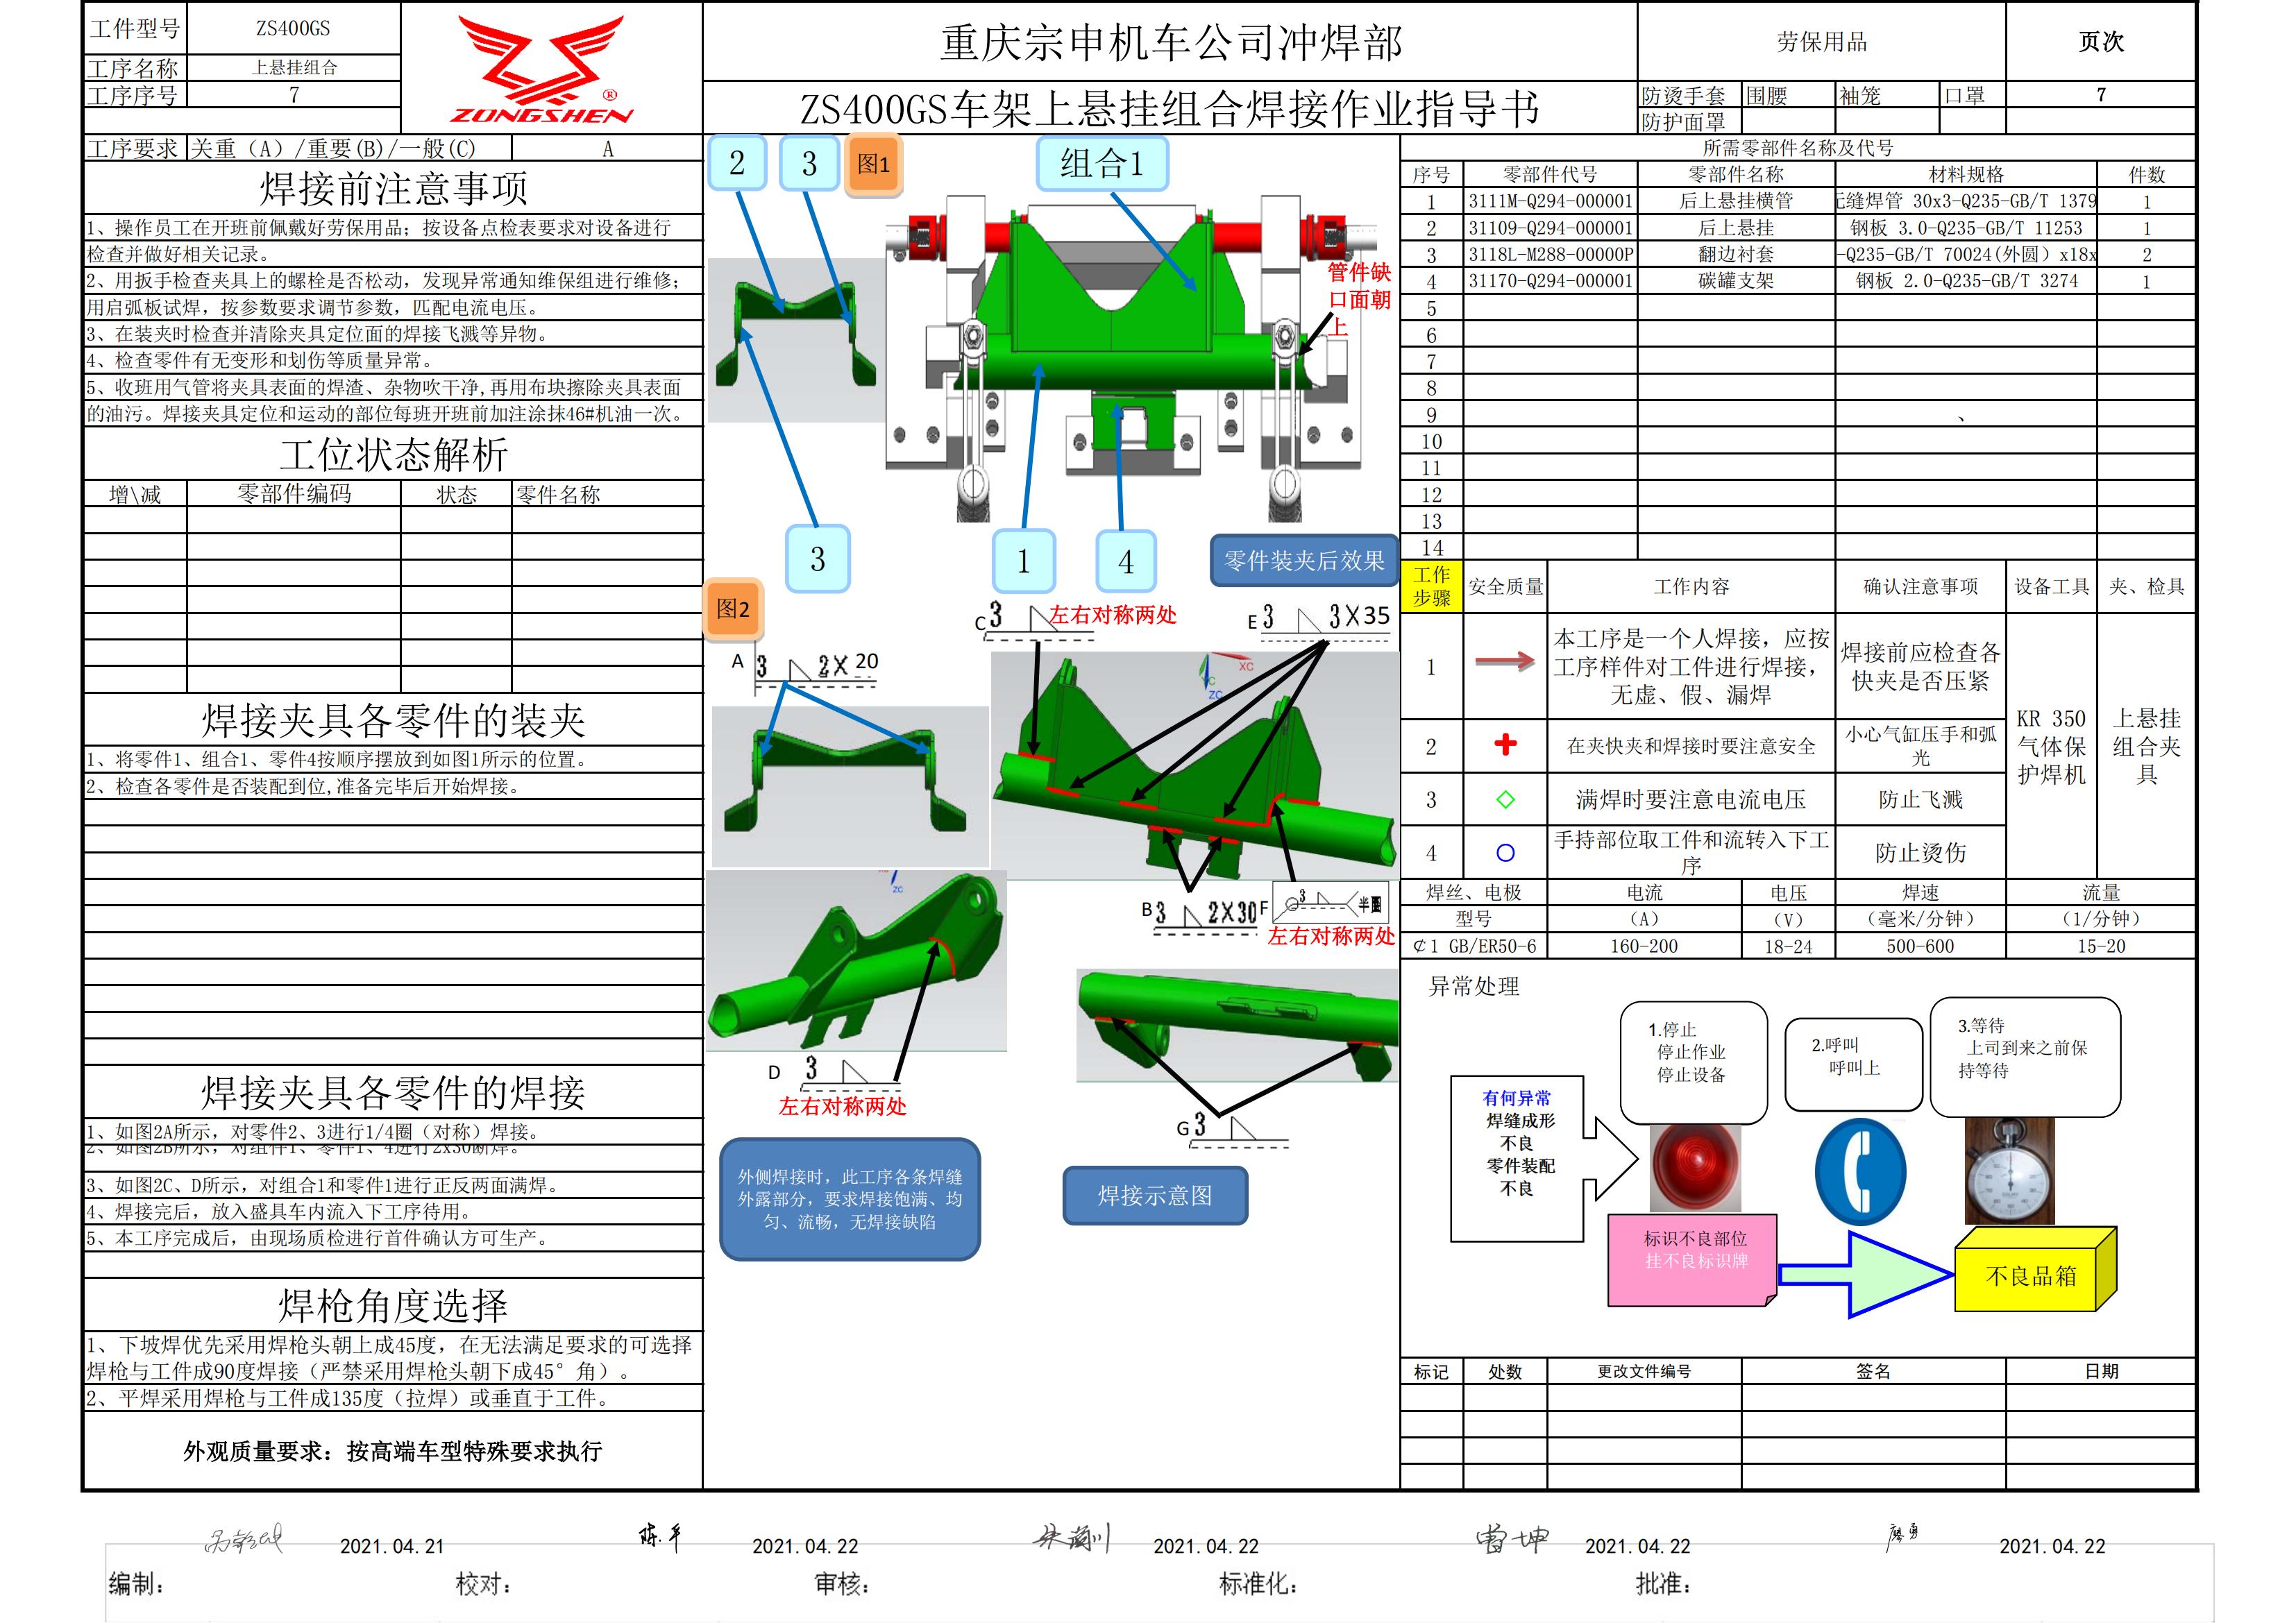 工件型号 ZS400GS
工序名称 上悬挂组合
工序序号 7
ZONGSHEN ®
重庆宗申机车公司冲焊部
ZS400GS车架上悬挂组合焊接作业指导书
劳保用品 页次
防烫手套 围腰 袖笼 口罩 7
防护面罩
工序要求 关重（A）/重要(B)/一般(C) A
焊接前注意事项
1、操作员工在开班前佩戴好劳保用品；按设备点检表要求对设备进行
检查并做好相关记录。
2、用扳手检查夹具上的螺栓是否松动，发现异常通知维保组进行维修；
用启弧板试焊，按参数要求调节参数，匹配电流电压。
3、在装夹时检查并清除夹具定位面的焊接飞溅等异物。
4、检查零件有无变形和划伤等质量异常。
5、收班用气管将夹具表面的焊渣、杂物吹干净,再用布块擦除夹具表面
的油污。焊接夹具定位和运动的部位每班开班前加注涂抹46#机油一次。
工位状态解析
增\减 零部件编码 状态 零件名称
焊接夹具各零件的装夹
1、将零件1、组合1、零件4按顺序摆放到如图1所示的位置。
2、检查各零件是否装配到位,准备完毕后开始焊接。
焊接夹具各零件的焊接
1、如图2A所示，对零件2、3进行1/4圈（对称）焊接。
2、如图2B所示，对组件1、零件1、4进行2x30断焊。
3、如图2C、D所示，对组合1和零件1进行正反两面满焊。
4、焊接完后，放入盛具车内流入下工序待用。
5、本工序完成后，由现场质检进行首件确认方可生产。
焊枪角度选择
1、下坡焊优先采用焊枪头朝上成45度，在无法满足要求的可选择
焊枪与工件成90度焊接（严禁采用焊枪头朝下成45°角）。
2、平焊采用焊枪与工件成135度（拉焊）或垂直于工件。
外观质量要求：按高端车型特殊要求执行
2 3 图1 组合1
管件缺
口面朝
上
3 1 4 零件装夹后效果
图2
A 3 2X 20
C 3 左右对称两处
E 3 3X35
XC
YC
ZC
B 3 2X30
F 3 半圈
左右对称两处
ZC
D 3
左右对称两处
G 3
外侧焊接时，此工序各条焊缝
外露部分，要求焊接饱满、均
匀、流畅，无焊接缺陷
焊接示意图
所需零部件名称及代号
序号 零部件代号 零部件名称 材料规格 件数
1 3111M-Q294-000001 后上悬挂横管 缝焊管 30x3-Q235-GB/T 1379 1
2 31109-Q294-000001 后上悬挂 钢板 3.0-Q235-GB/T 11253 1
3 3118L-M288-00000P 翻边衬套 -Q235-GB/T 70024(外圆）x18x 2
4 31170-Q294-000001 碳罐支架 钢板 2.0-Q235-GB/T 3274 1
5
6
7
8
9 、
10
11
12
13
14
工作
步骤 安全质量 工作内容 确认注意事项 设备工具 夹、检具
1 本工序是一个人焊接，应按
工序样件对工件进行焊接，
无虚、假、漏焊 焊接前应检查各
快夹是否压紧
2 在夹快夹和焊接时要注意安全 小心气缸压手和弧
光
3 满焊时要注意电流电压 防止飞溅
4 手持部位取工件和流转入下工
序 防止烫伤
KR 350
气体保
护焊机
上悬挂
组合夹
具
焊丝、电极 电流 电压 焊速 流量
型号 （A） （V） （毫米/分钟） （1/分钟）
¢1 GB/ER50-6 160-200 18-24 500-600 15-20
异常处理
有何异常
焊缝成形
不良
零件装配
不良
1.停止
停止作业
停止设备
2.呼叫
呼叫上
3.等待
上司到来之前保
持等待
标识不良部位
挂不良标识牌
不良品箱
标记 处数 更改文件编号 签名 日期
2021.04.21 陈平 2021.04.22 2021.04.22 雷坤 2021.04.22 廖勇 2021.04.22
编制： 校对： 审核： 标准化： 批准：